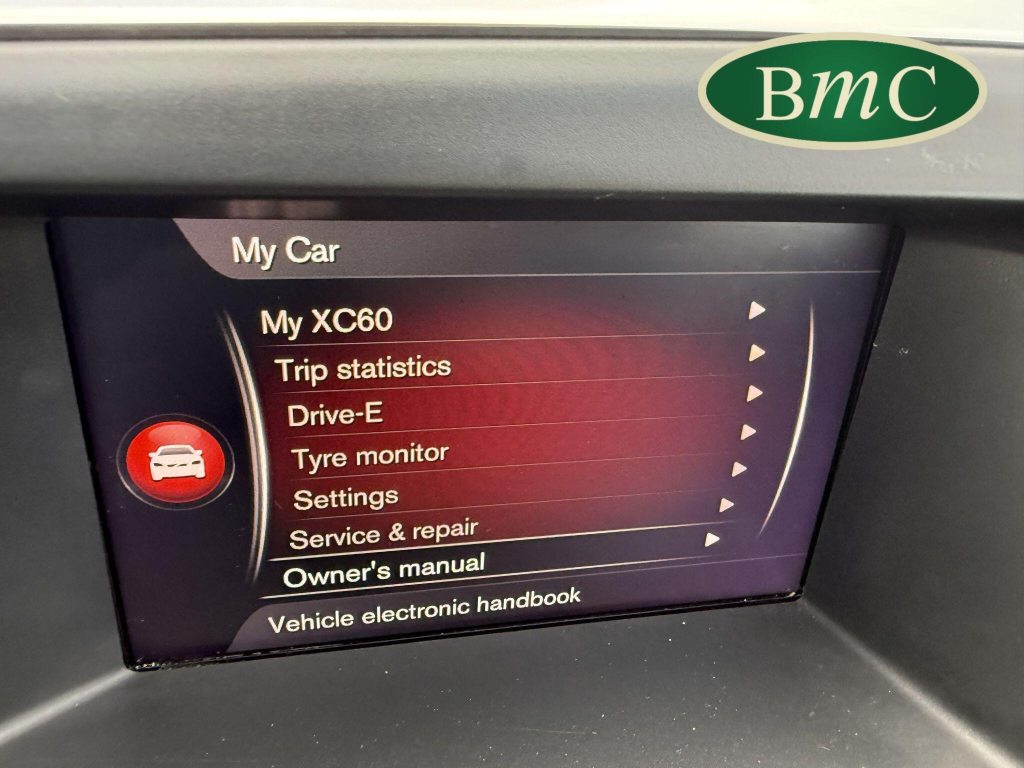 BmC
My Car
My XC60
Trip statistics
Drive-E
Tyre monitor
Settings
Service & repair
Owner's manual
Vehicle electronic handbook